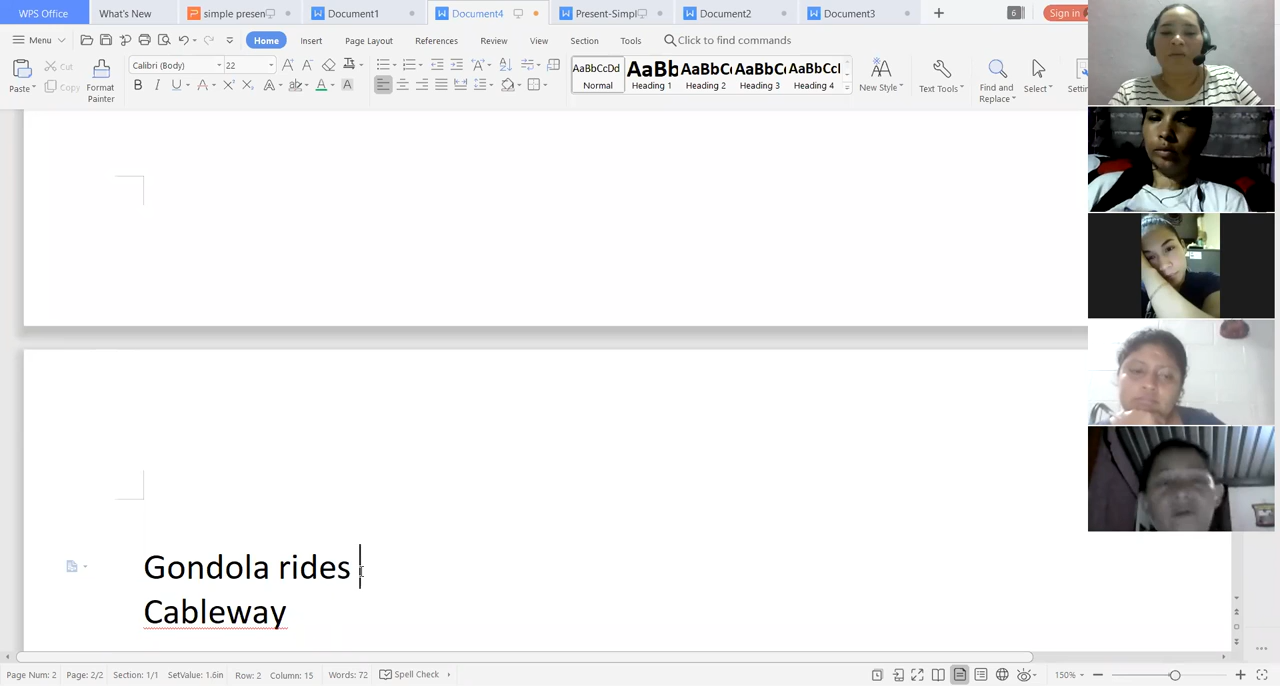 WPS Office What's New simple presen Document1 Document4 Present-Simpl Document2 Document3 6 Sign in
Menu Home Insert Page Layout References Review View Section Tools Click to find commands
Paste Cut Copy Format Painter Calibri (Body) 22 AaBbCcDd Normal AaBb Heading 1 AaBbC Heading 2 AaBbC Heading 3 AaBbCcI Heading 4 New Style Text Tools Find and Replace Select
Gondola rides
Cableway
Page Num: 2 Page: 2/2 Section: 1/1 SetValue: 1.6in Row: 2 Column: 15 Words: 72 Spell Check 150%